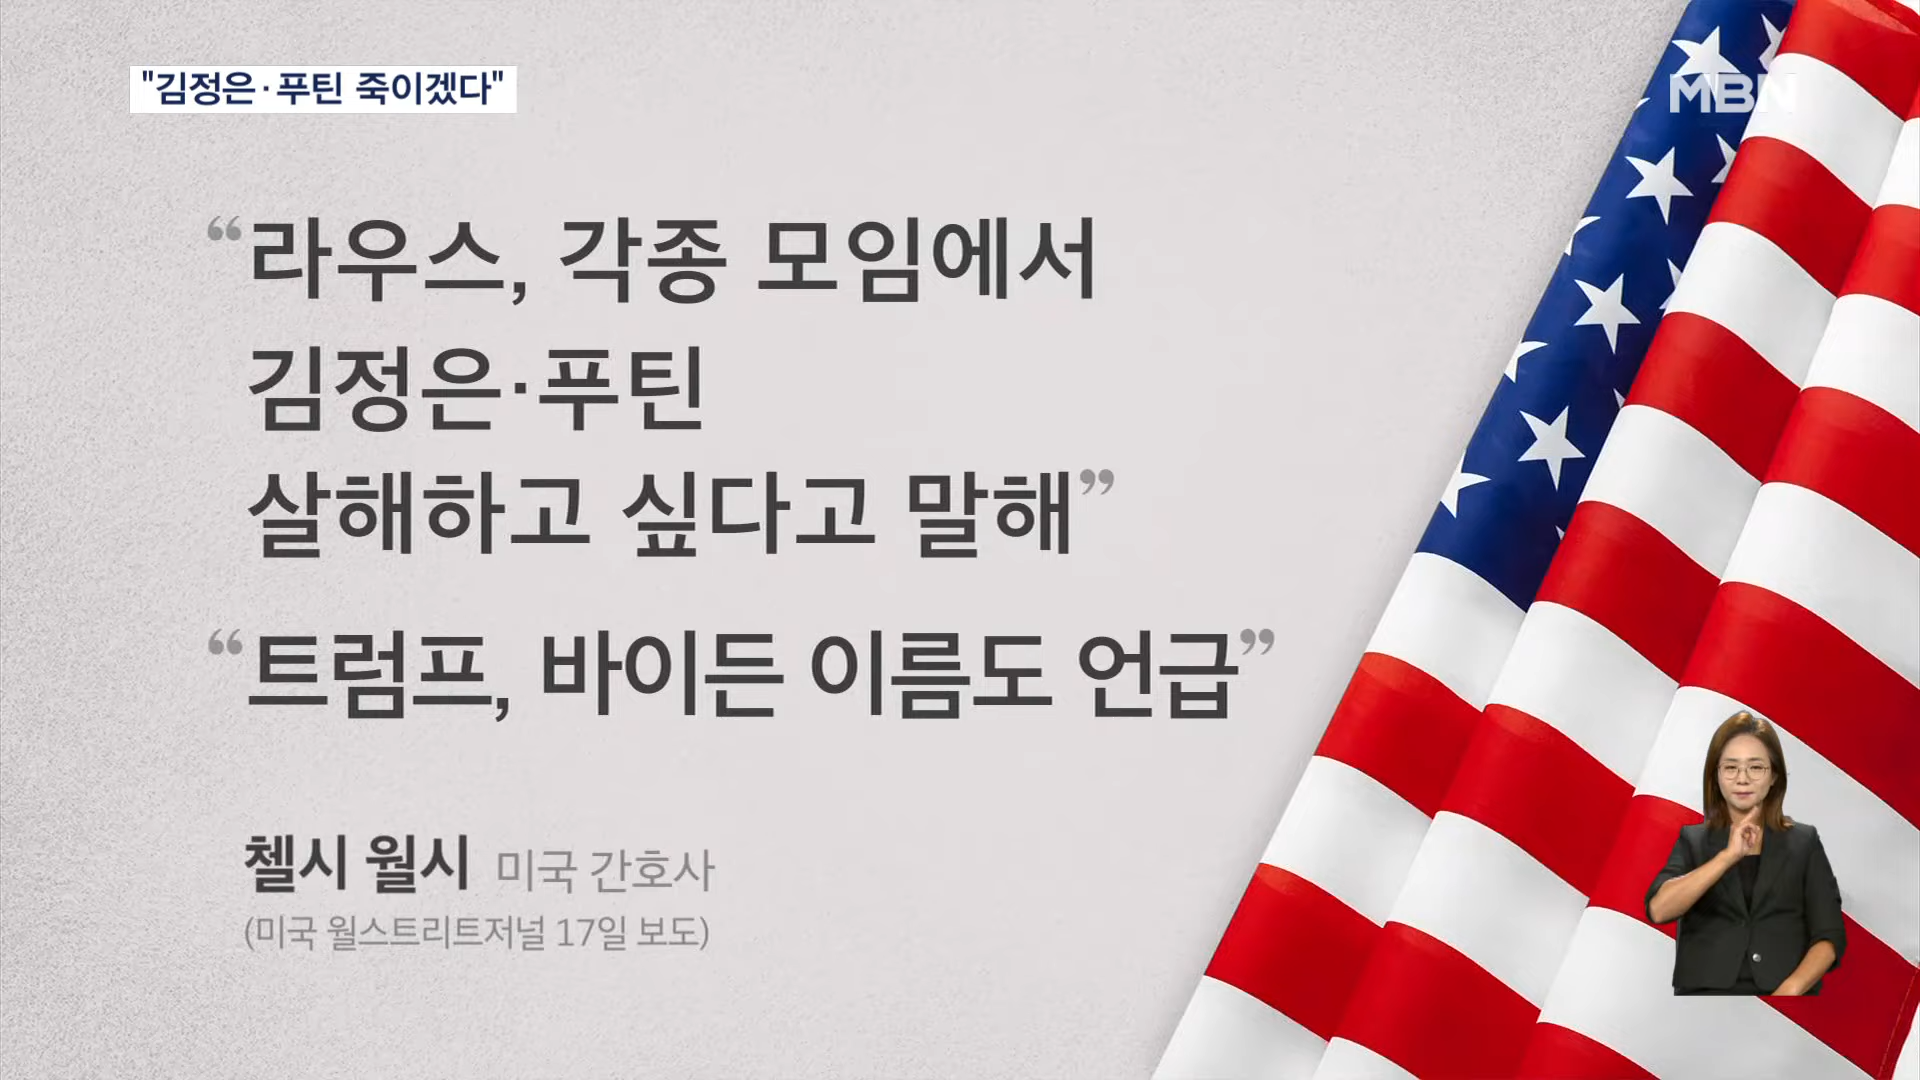 "김정은·푸틴 죽이겠다"
MBN
“라우스, 각종 모임에서
김정은·푸틴
살해하고 싶다고 말해”
“트럼프, 바이든 이름도 언급”
첼시 월시 미국 간호사
(미국 월스트리트저널 17일 보도)